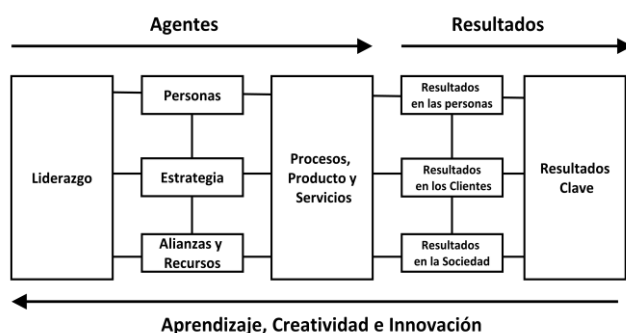 Agentes
Resultados
Liderazgo
Personas
Estrategia
Alianzas y
Recursos
Procesos,
Producto y
Servicios
Resultados
en las personas
Resultados
en los Clientes
Resultados
en la Sociedad
Resultados
Clave
Aprendizaje, Creatividad e Innovación